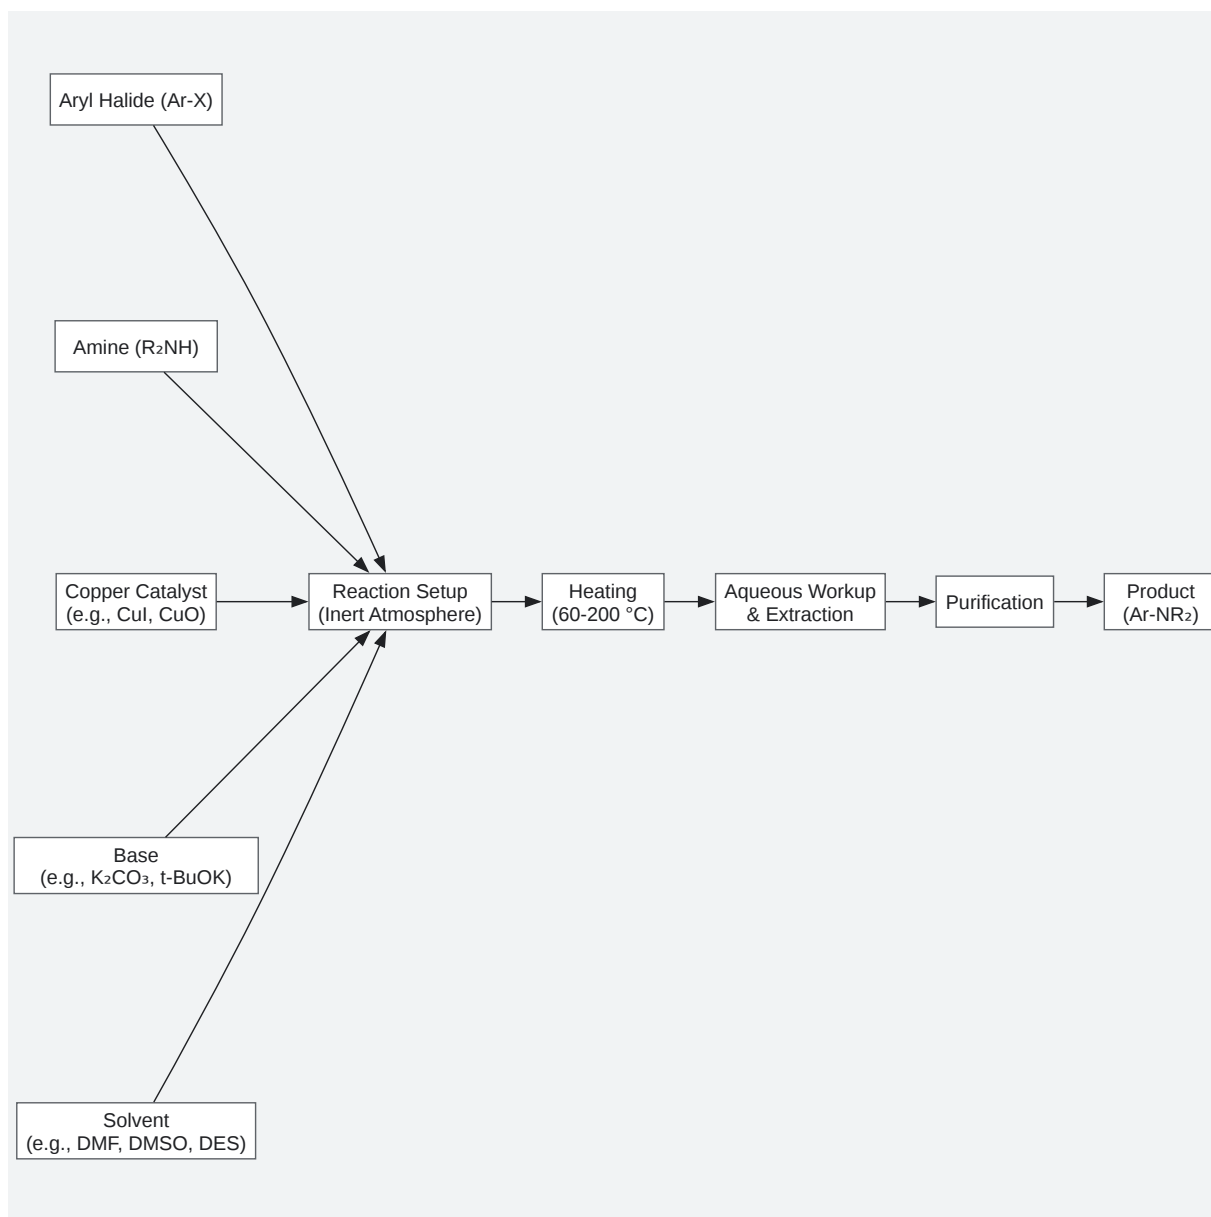 Aryl Halide (Ar-X)
Amine (R₂NH)
Copper Catalyst
(e.g., CuI, CuO)
Reaction Setup
(Inert Atmosphere)
Heating
(60-200 °C)
Aqueous Workup
& Extraction
Purification
Product
(Ar-NR₂)
Base
(e.g., K₂CO₃, t-BuOK)
Solvent
(e.g., DMF, DMSO, DES)